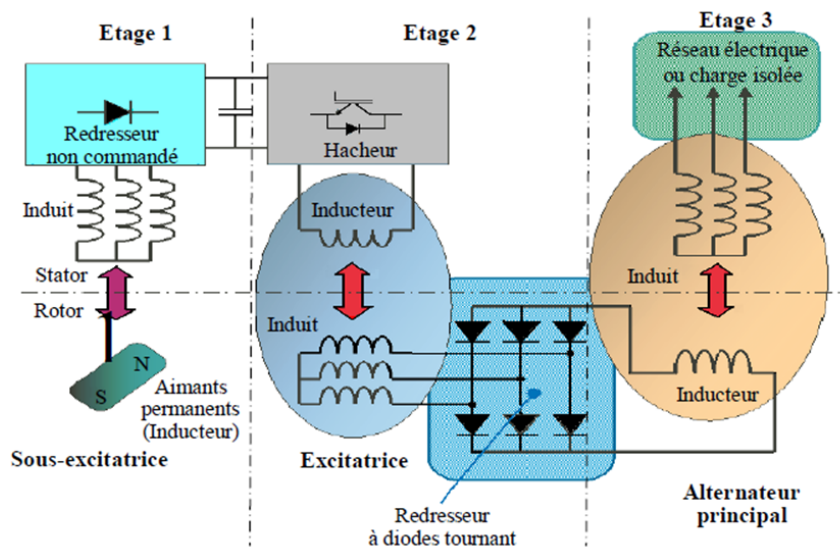 Etage 1
Etage 2
Etage 3
Redresseur
non commandé
Hacheur
Réseau électrique
ou charge isolée
Induit
Inducteur
Induit
Stator
Rotor
Induit
N
S
Aimants
permanents
(Inducteur)
Inducteur
Sous-excitatrice
Excitatrice
Redresseur
à diodes tournant
Alternateur
principal